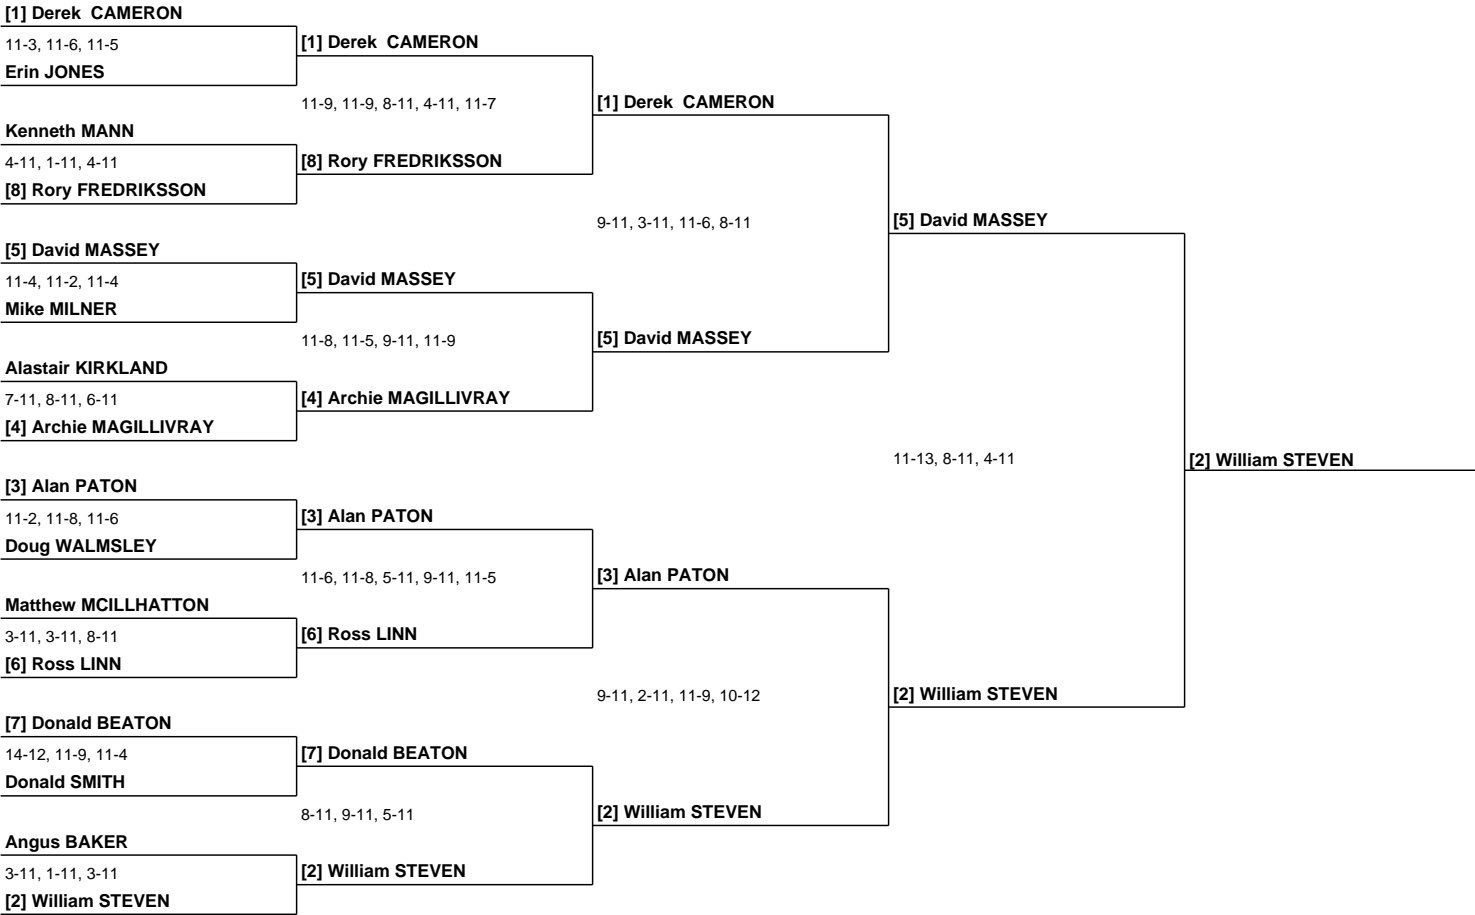 [1] Derek  CAMERON
11-3, 11-6, 11-5
Erin JONES
Kenneth MANN
4-11, 1-11, 4-11
[8] Rory FREDRIKSSON
[5] David MASSEY
11-4, 11-2, 11-4
Mike MILNER
Alastair KIRKLAND
7-11, 8-11, 6-11
[4] Archie MAGILLIVRAY
[3] Alan PATON
11-2, 11-8, 11-6
Doug WALMSLEY
Matthew MCILLHATTON
3-11, 3-11, 8-11
[6] Ross LINN
[7] Donald BEATON
14-12, 11-9, 11-4
Donald SMITH
Angus BAKER
3-11, 1-11, 3-11
[2] William STEVEN
[1] Derek  CAMERON
11-9, 11-9, 8-11, 4-11, 11-7
[8] Rory FREDRIKSSON
[5] David MASSEY
11-8, 11-5, 9-11, 11-9
[4] Archie MAGILLIVRAY
[3] Alan PATON
11-6, 11-8, 5-11, 9-11, 11-5
[6] Ross LINN
[7] Donald BEATON
8-11, 9-11, 5-11
[2] William STEVEN
[1] Derek  CAMERON
9-11, 3-11, 11-6, 8-11
[5] David MASSEY
[3] Alan PATON
9-11, 2-11, 11-9, 10-12
[2] William STEVEN
[5] David MASSEY
11-13, 8-11, 4-11
[2] William STEVEN
[2] William STEVEN